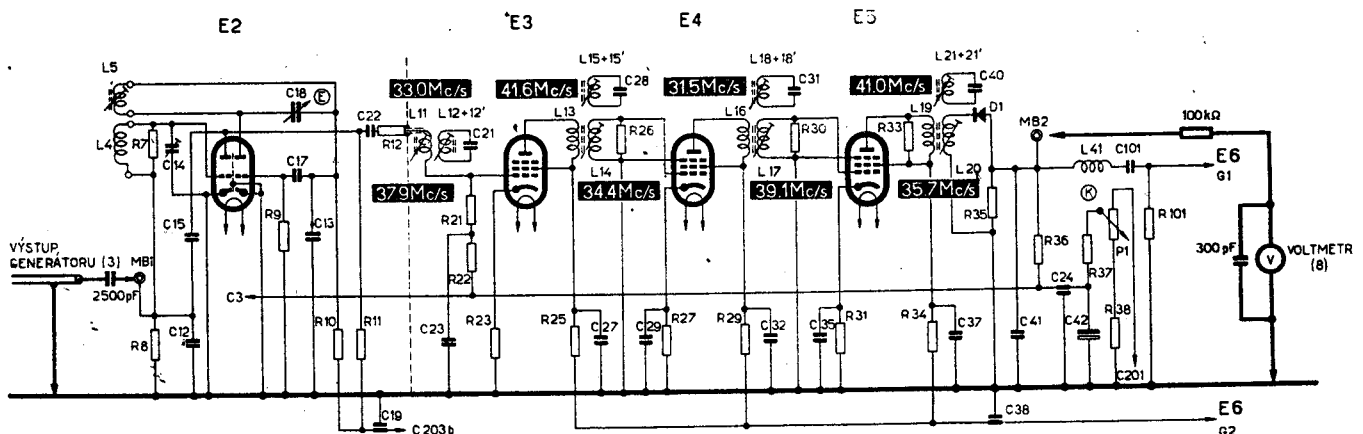 E2
E3
E4
E5
L5
C18
E
L4
R7
C14
C17
C15
R9
C13
VÝSTUP
GENERÁTORU (3)
MB1
2500pF
C12
R8
C3
R10
R11
C19
C203b
C22
R12
33.0Mc/s
L11
L12+12'
C21
37.9Mc/s
R21
R22
C23
R23
41.6Mc/s
L15+15'
C28
L13
R26
L14
34.4Mc/s
R25
C27
C29
R27
31.5Mc/s
L18+18'
C31
L16
R30
L17
39.1Mc/s
R29
C32
C35
R31
41.0Mc/s
L21+21'
C40
L19
D1
R33
L20
35.7Mc/s
R34
C37
R35
C41
C38
MB2
L41
C101
100kΩ
E6
G1
K
P1
R101
R36
R37
C24
C42
R38
C201
300pF
V
VOLTMETR
(8)
E6
G2